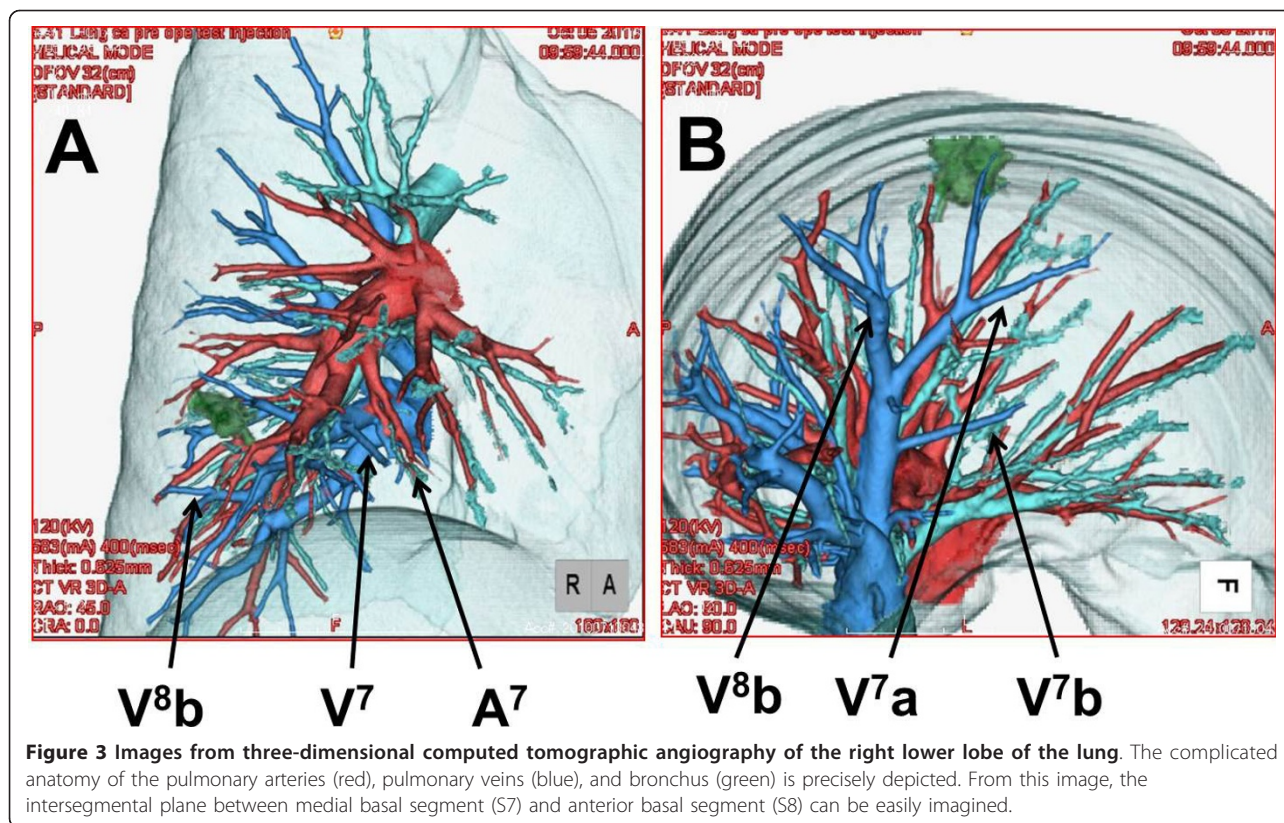 HELICAL MODE
09:59:44.000
DFOV 32(cm)
[STANDARD]
A
P
A
120(KV)
Thick: 0.625mm
CT VR 3D-A
RAO: 45.0
CRA: 0.0
F
R A
HELICAL MODE
09:59:44.000
DFOV 32(cm)
[STANDARD]
B
P
A
120(KV)
Thick: 0.625mm
CT VR 3D-A
CAU: 90.0
L
F
V⁸b V⁷ A⁷
V⁸b V⁷a V⁷b
Figure 3 Images from three-dimensional computed tomographic angiography of the right lower lobe of the lung. The complicated
anatomy of the pulmonary arteries (red), pulmonary veins (blue), and bronchus (green) is precisely depicted. From this image, the
intersegmental plane between medial basal segment (S7) and anterior basal segment (S8) can be easily imagined.